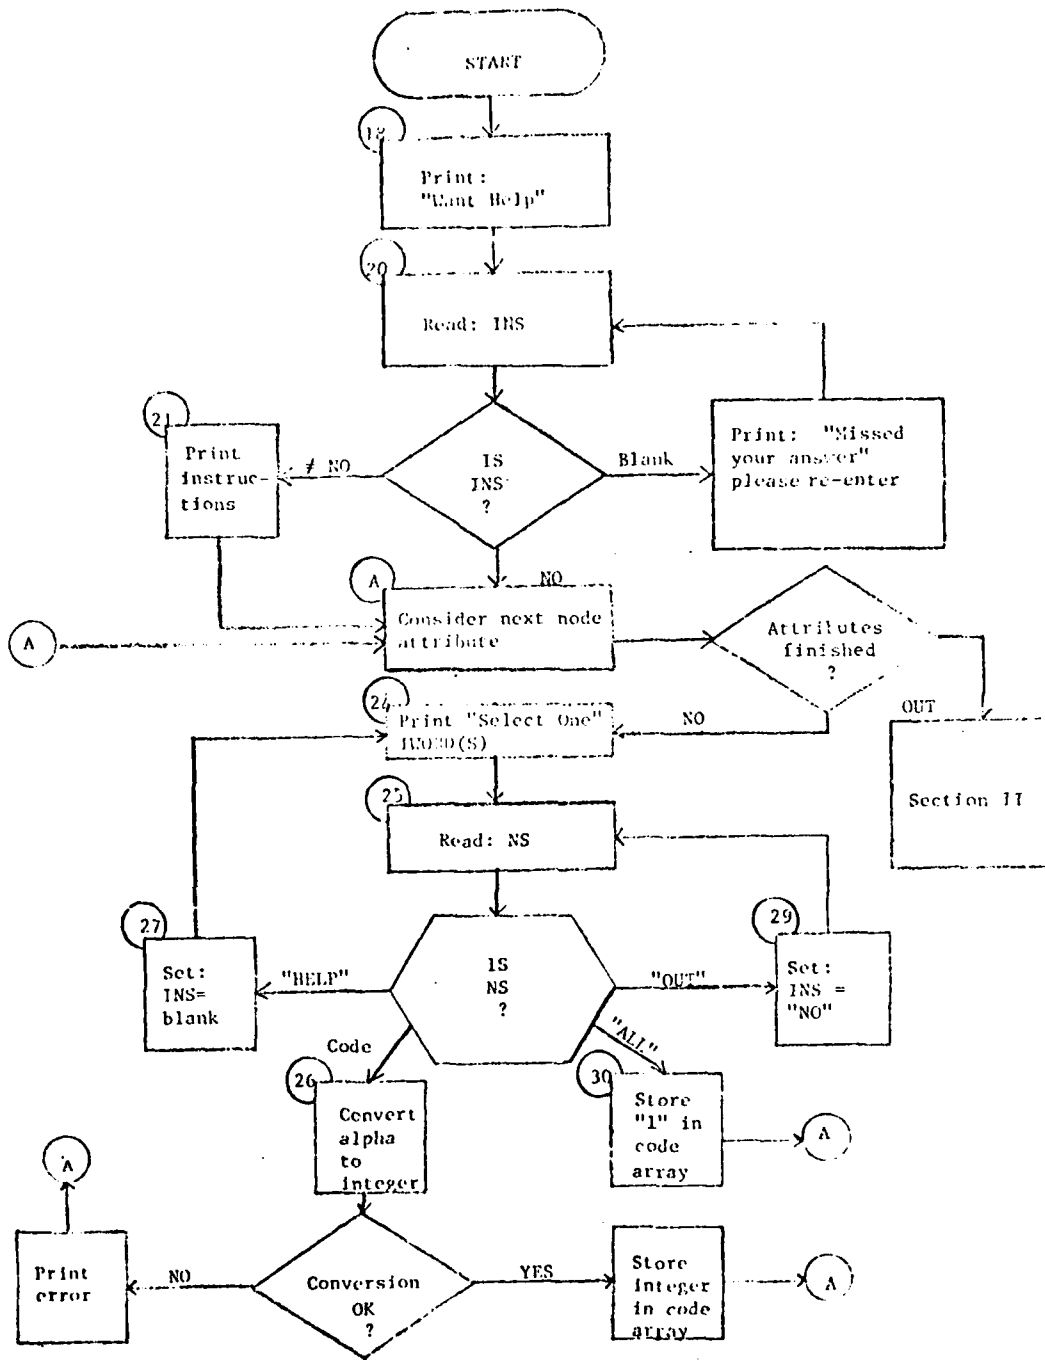 START
18
Print:
"Want Help"
20
Read: INS
21
Print
instruc-
tions
≠ NO
IS
INS
?
Blank
Print: "Missed
your answer"
please re-enter
NO
A
Consider next node
attribute
A
Attributes
finished
?
24
Print "Select One"
IWORD(S)
NO
OUT
Section II
25
Read: NS
27
Set:
INS=
blank
"HELP"
IS
NS
?
"OUT"
29
Set:
INS =
"NO"
Code
"ALL"
26
Convert
alpha
to
integer
30
Store
"1" in
code
array
A
A
Print
error
NO
Conversion
OK
?
YES
Store
integer
in code
array
A